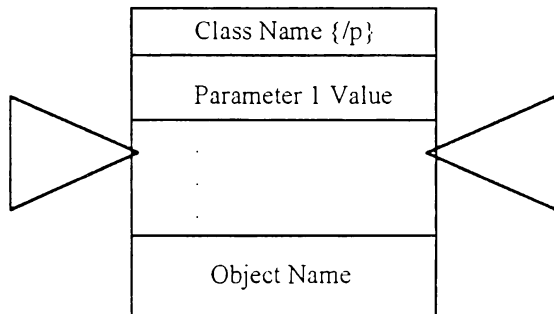 Class Name {/p}
Parameter 1 Value
.
.
.
Object Name